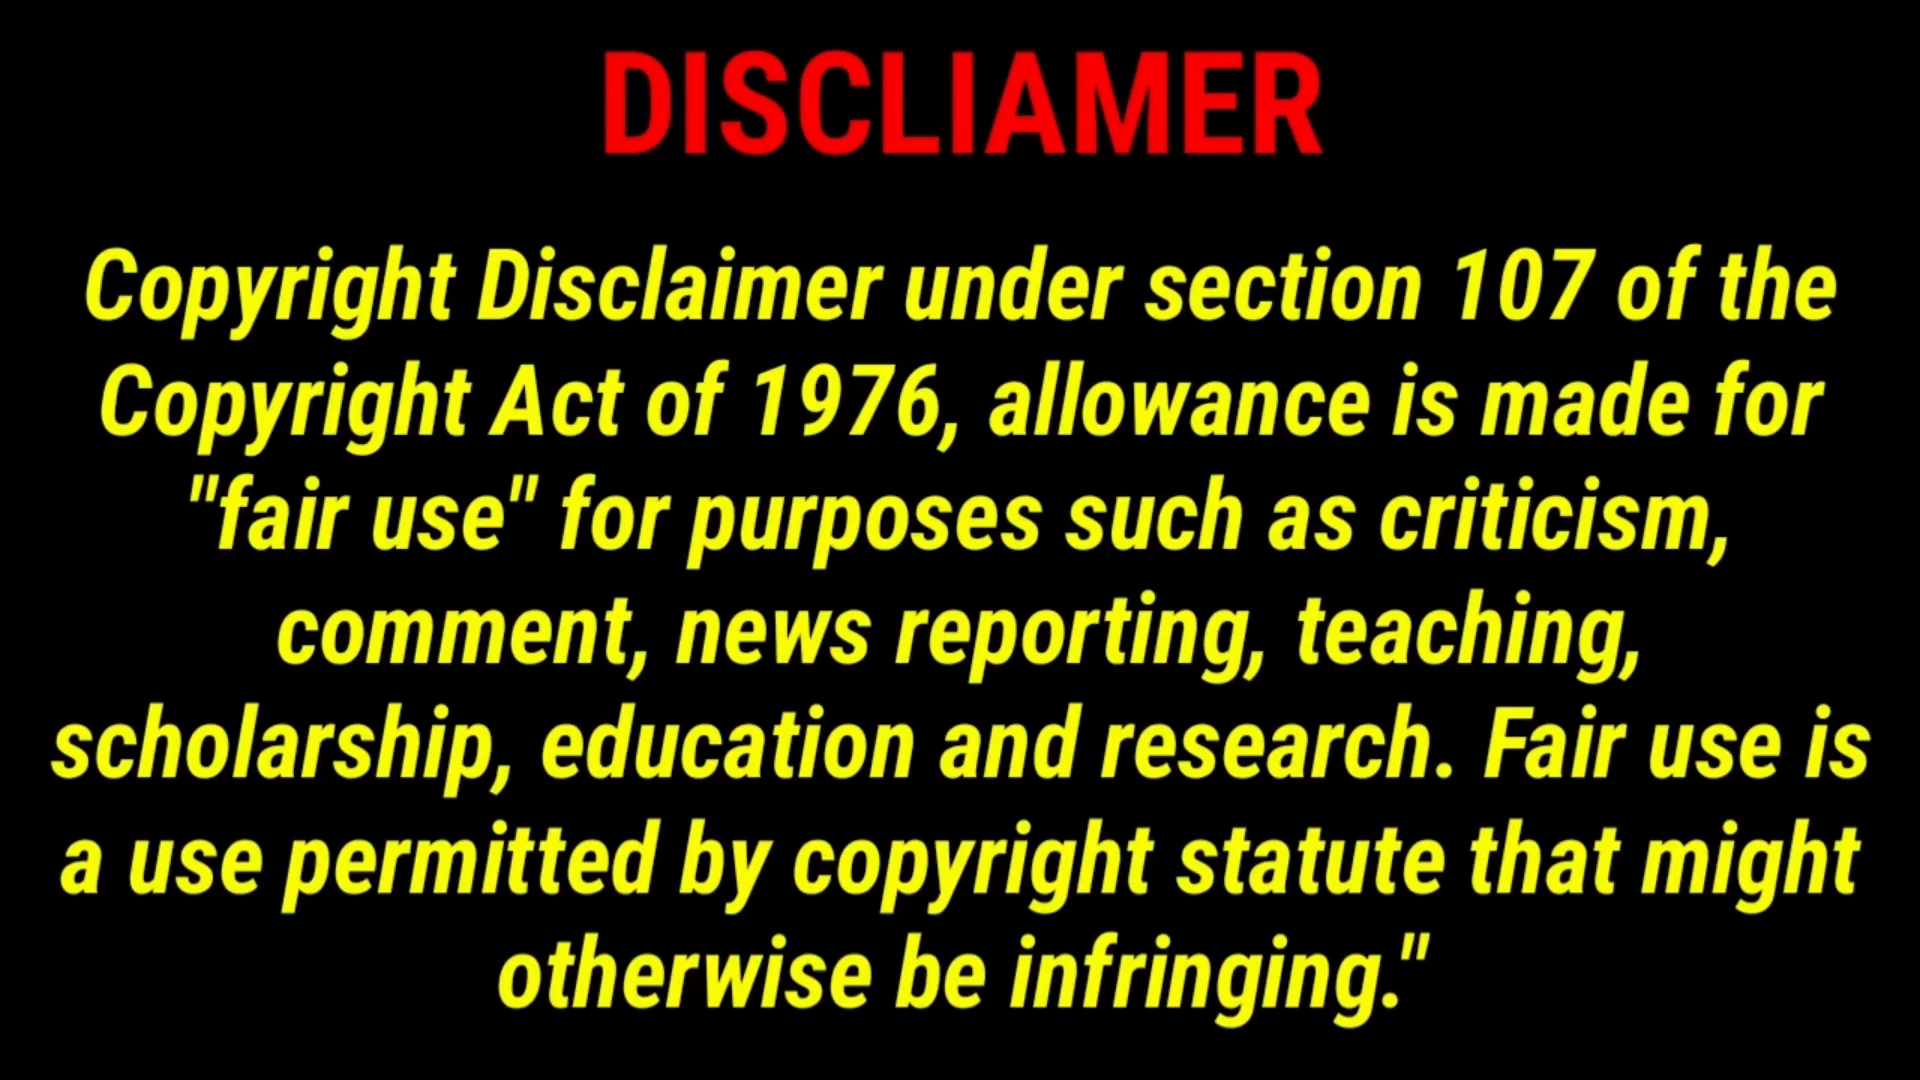 DISCLIAMER
Copyright Disclaimer under section 107 of the
Copyright Act of 1976, allowance is made for
"fair use" for purposes such as criticism,
comment, news reporting, teaching,
scholarship, education and research. Fair use is
a use permitted by copyright statute that might
otherwise be infringing."